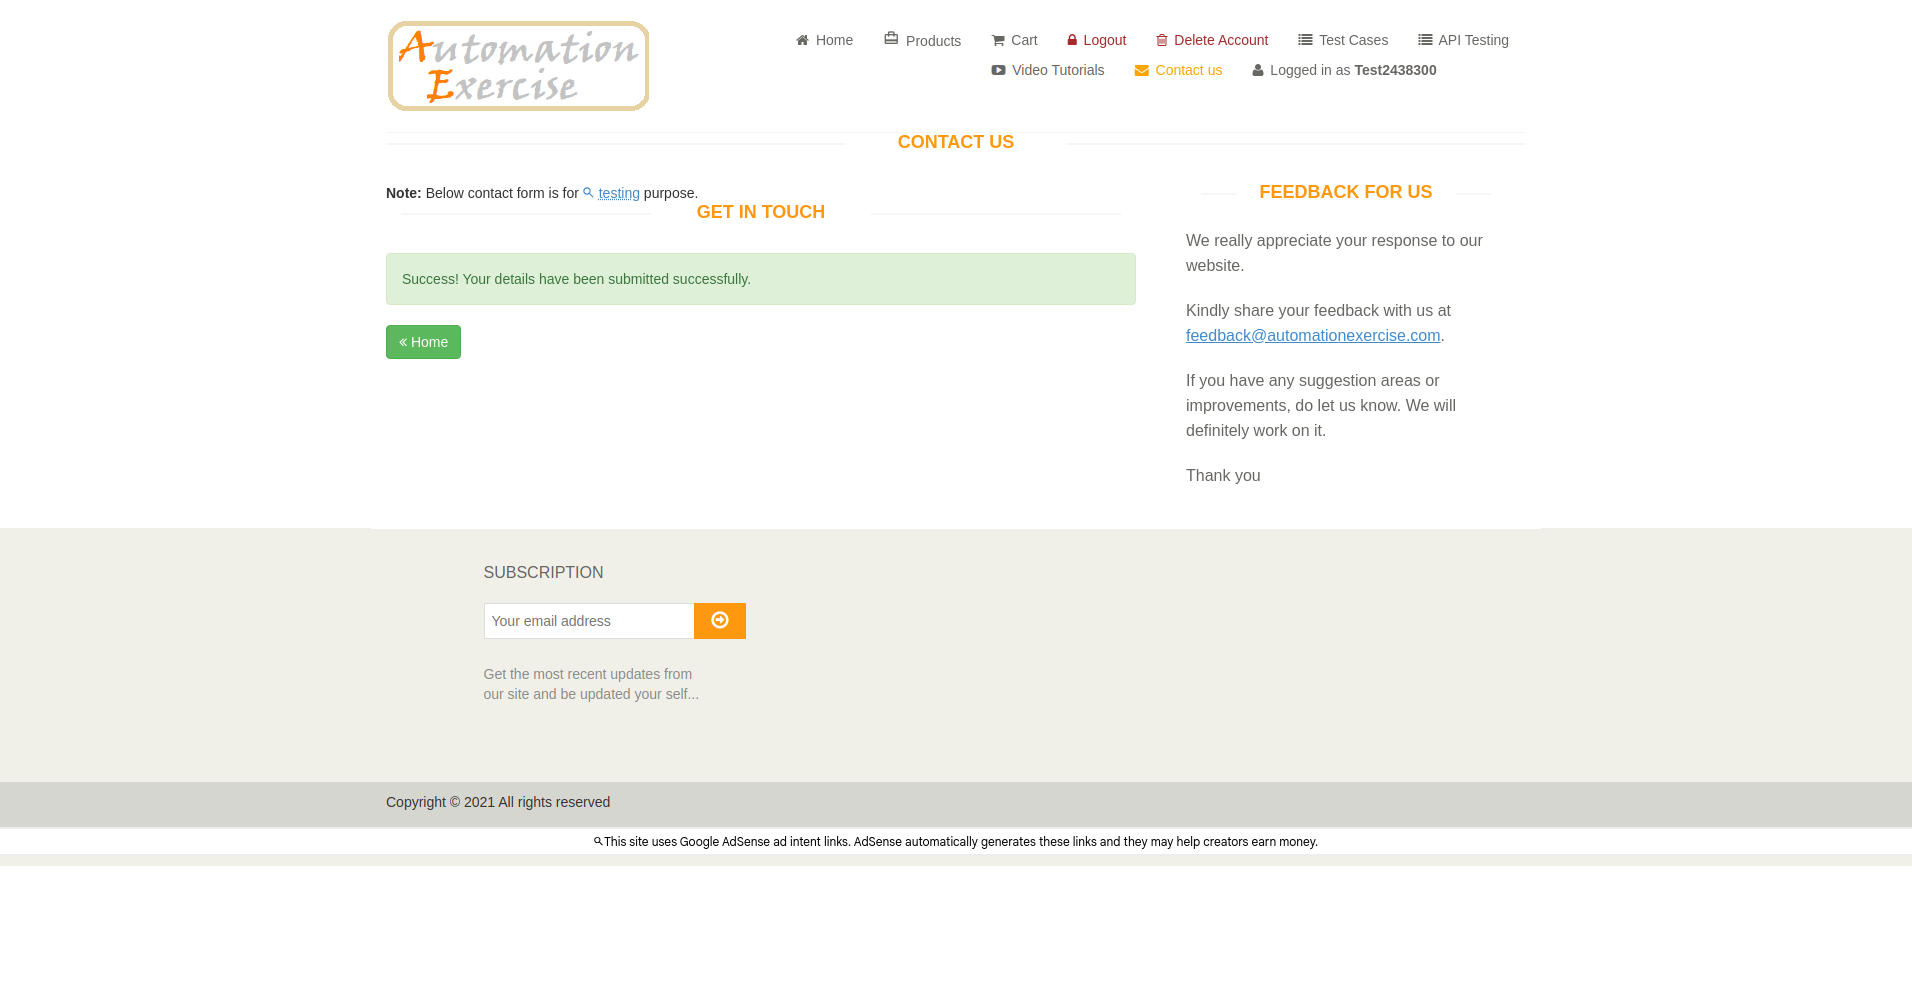 Automation
Exercise
Home Products Cart Logout Delete Account Test Cases API Testing
Video Tutorials Contact us Logged in as Test2438300
CONTACT US
Note: Below contact form is for testing purpose.
GET IN TOUCH
Success! Your details have been submitted successfully.
Home
FEEDBACK FOR US
We really appreciate your response to our
website.
Kindly share your feedback with us at
feedback@automationexercise.com.
If you have any suggestion areas or
improvements, do let us know. We will
definitely work on it.
Thank you
SUBSCRIPTION
Your email address
Get the most recent updates from
our site and be updated your self...
Copyright © 2021 All rights reserved
This site uses Google AdSense ad intent links. AdSense automatically generates these links and they may help creators earn money.